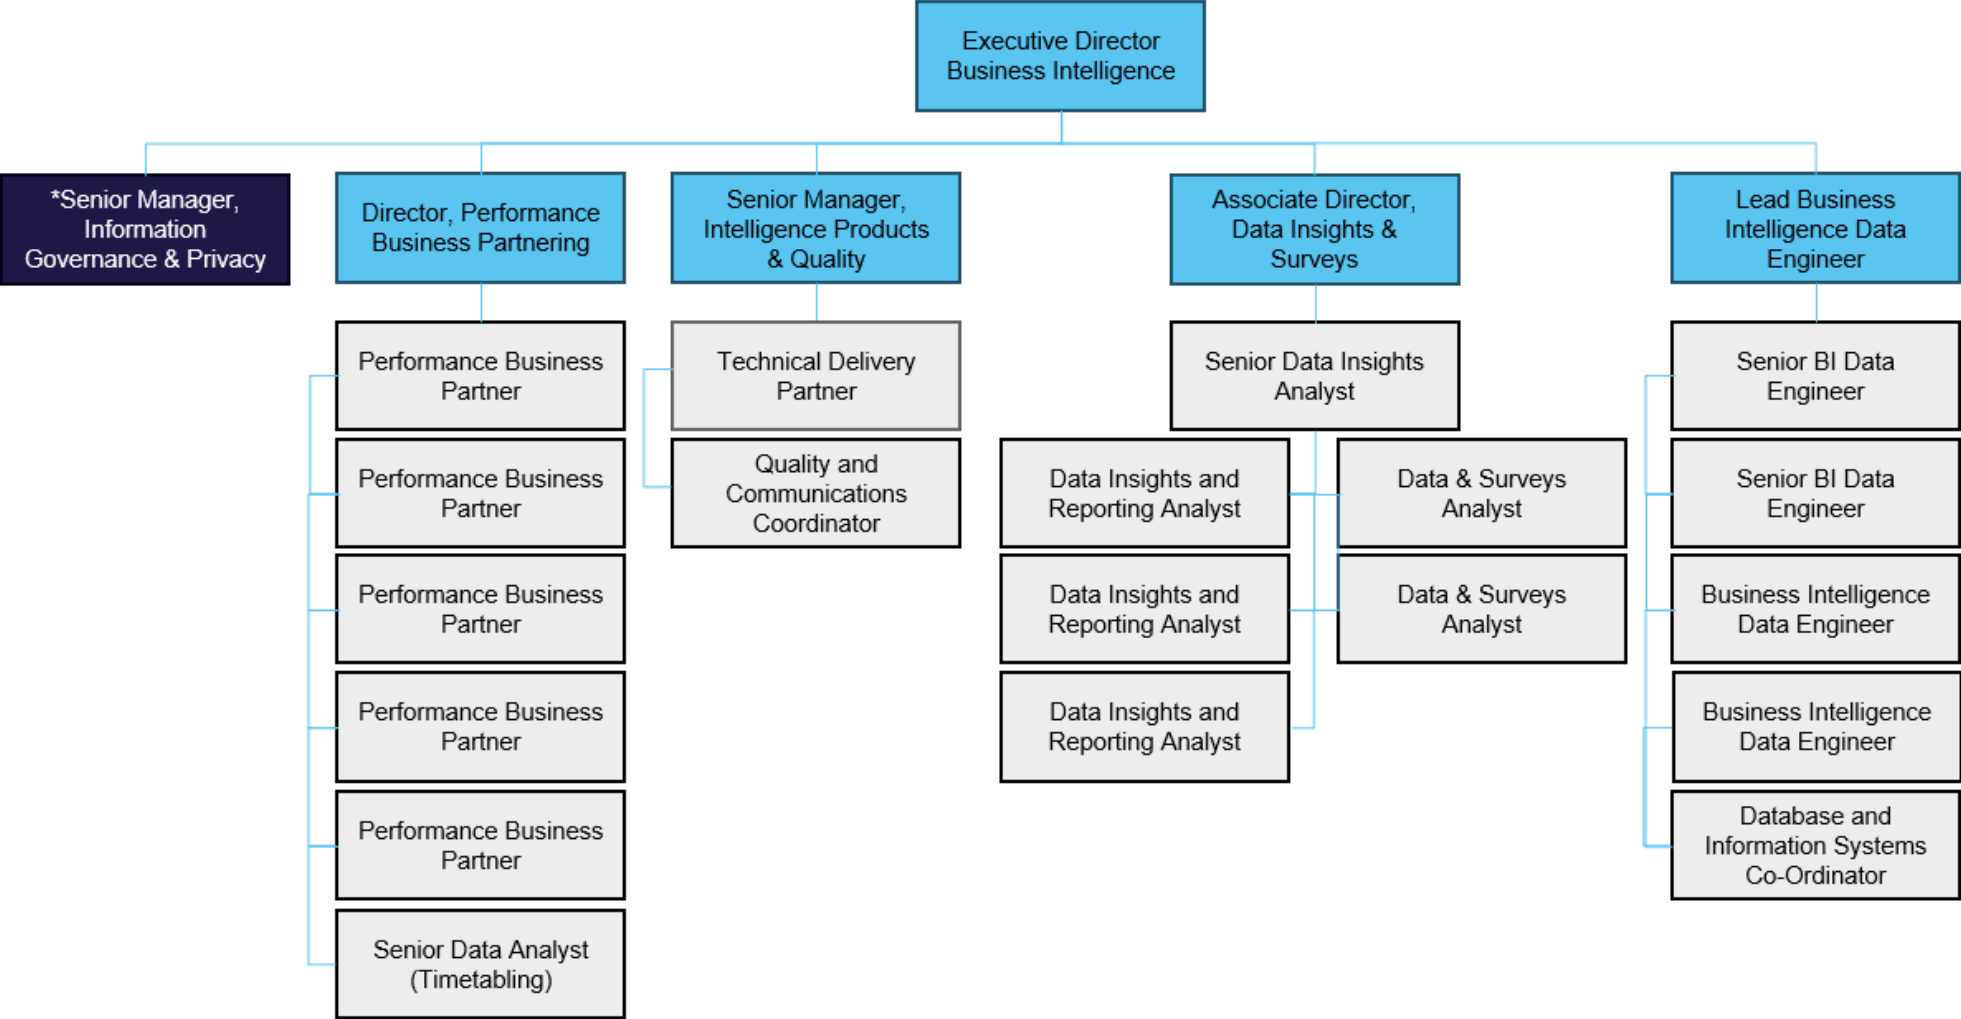 Executive Director
Business Intelligence
*Senior Manager,
Information
Governance & Privacy
Director, Performance
Business Partnering
Senior Manager,
Intelligence Products
& Quality
Associate Director,
Data Insights &
Surveys
Lead Business
Intelligence Data
Engineer
Performance Business
Partner
Performance Business
Partner
Performance Business
Partner
Performance Business
Partner
Performance Business
Partner
Senior Data Analyst
(Timetabling)
Technical Delivery
Partner
Quality and
Communications
Coordinator
Senior Data Insights
Analyst
Data Insights and
Reporting Analyst
Data Insights and
Reporting Analyst
Data Insights and
Reporting Analyst
Data & Surveys
Analyst
Data & Surveys
Analyst
Senior BI Data
Engineer
Senior BI Data
Engineer
Business Intelligence
Data Engineer
Business Intelligence
Data Engineer
Database and
Information Systems
Co-Ordinator